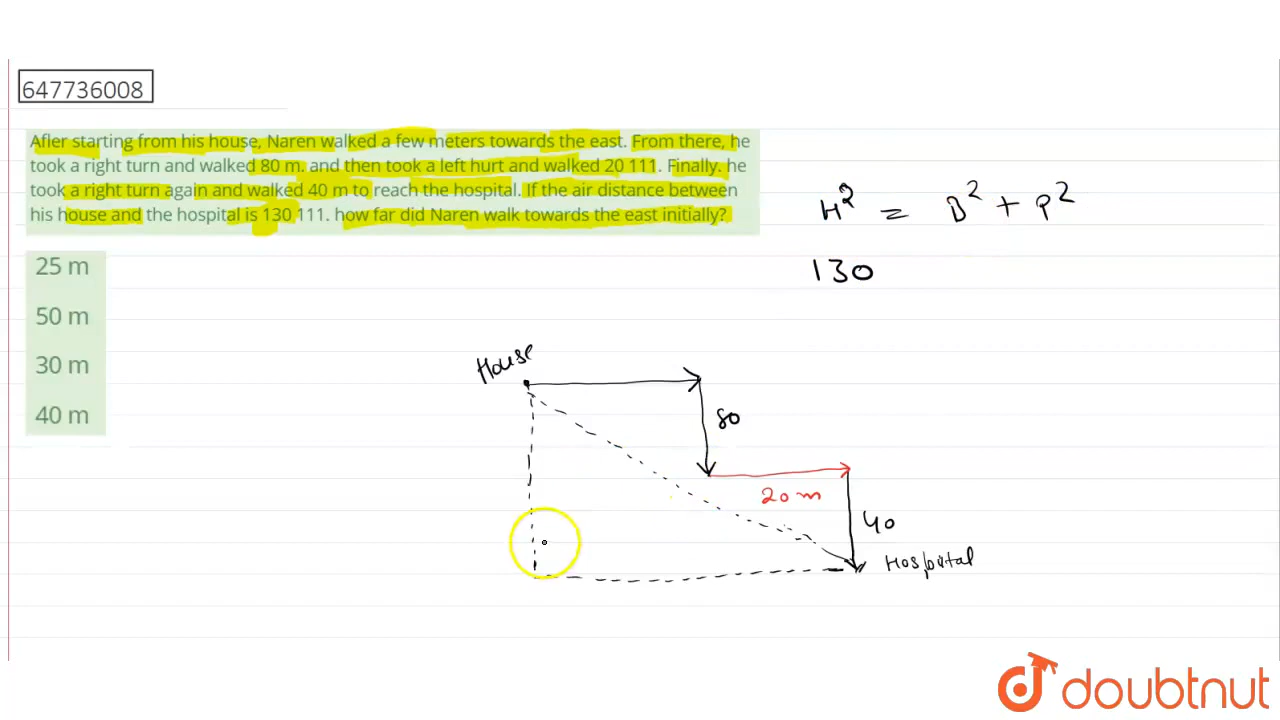 647736008
Afler starting from his house, Naren walked a few meters towards the east. From there, he
took a right turn and walked 80 m. and then took a left hurt and walked 20 111. Finally. he
took a right turn again and walked 40 m to reach the hospital. If the air distance between
his house and the hospital is 130 111. how far did Naren walk towards the east initially?
H² = B² + P²
130
25 m
50 m
30 m
40 m
House
80
20 m
40
Hospital
doubtnut